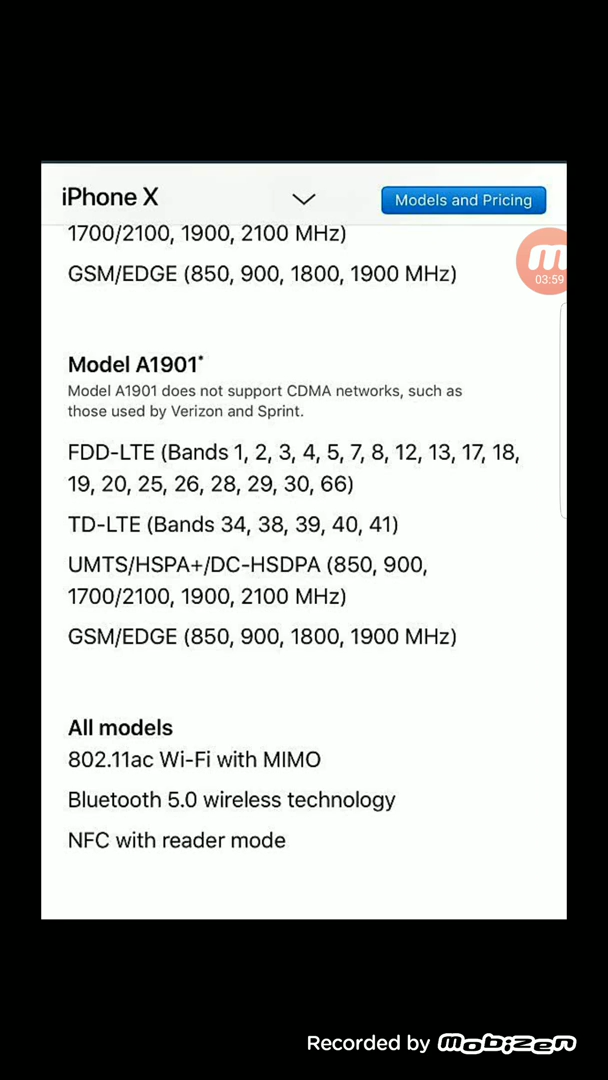 iPhone X
Models and Pricing
1700/2100, 1900, 2100 MHz)
GSM/EDGE (850, 900, 1800, 1900 MHz)
03:59
Model A1901*
Model A1901 does not support CDMA networks, such as
those used by Verizon and Sprint.
FDD-LTE (Bands 1, 2, 3, 4, 5, 7, 8, 12, 13, 17, 18,
19, 20, 25, 26, 28, 29, 30, 66)
TD-LTE (Bands 34, 38, 39, 40, 41)
UMTS/HSPA+/DC-HSDPA (850, 900,
1700/2100, 1900, 2100 MHz)
GSM/EDGE (850, 900, 1800, 1900 MHz)
All models
802.11ac Wi-Fi with MIMO
Bluetooth 5.0 wireless technology
NFC with reader mode
Recorded by mobizen